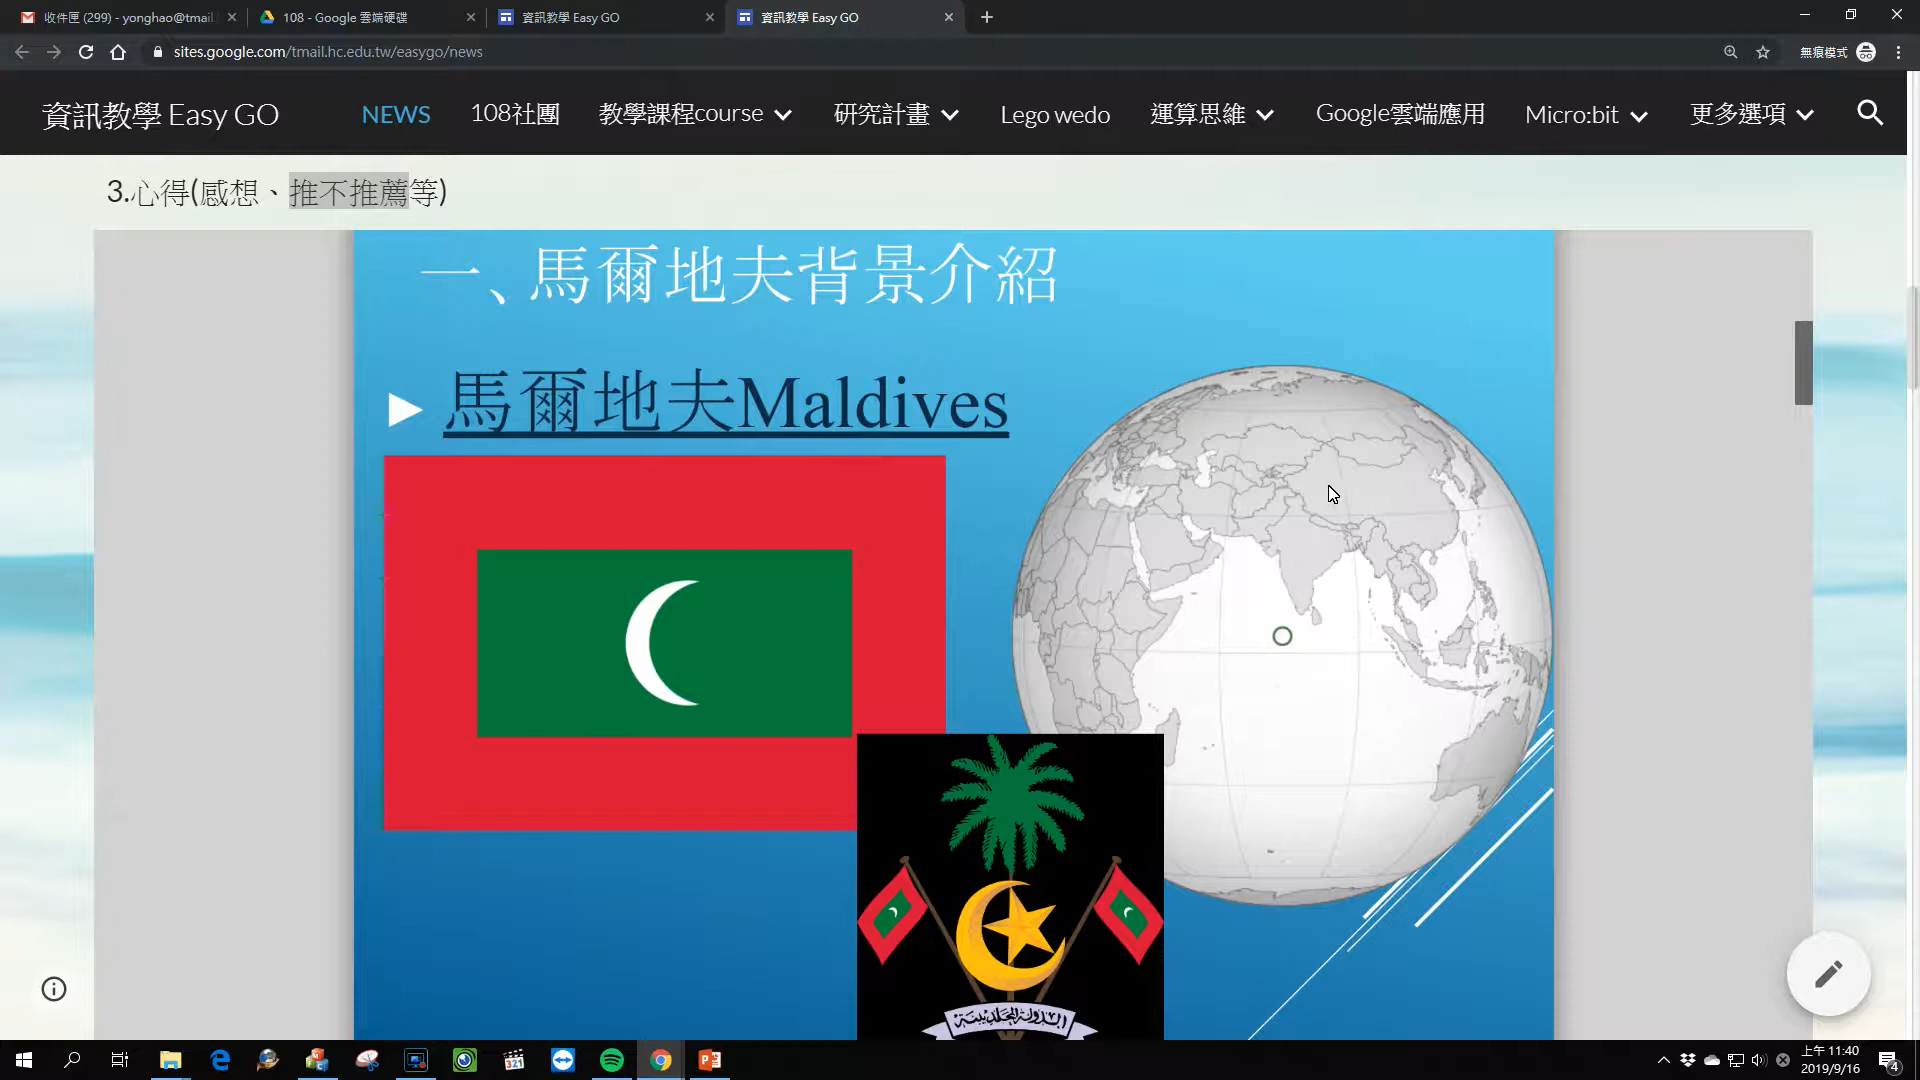 收件匣 (299) - yonghao@tmail
108 - Google 雲端硬碟
資訊教學 Easy GO
資訊教學 Easy GO
sites.google.com/tmail.hc.edu.tw/easygo/news
無痕模式
資訊教學 Easy GO
NEWS
108社團
教學課程course
研究計畫
Lego wedo
運算思維
Google雲端應用
Micro:bit
更多選項
3.心得(感想、推不推薦等)
一、馬爾地夫背景介紹
馬爾地夫Maldives
321
上午 11:40
2019/9/16
4